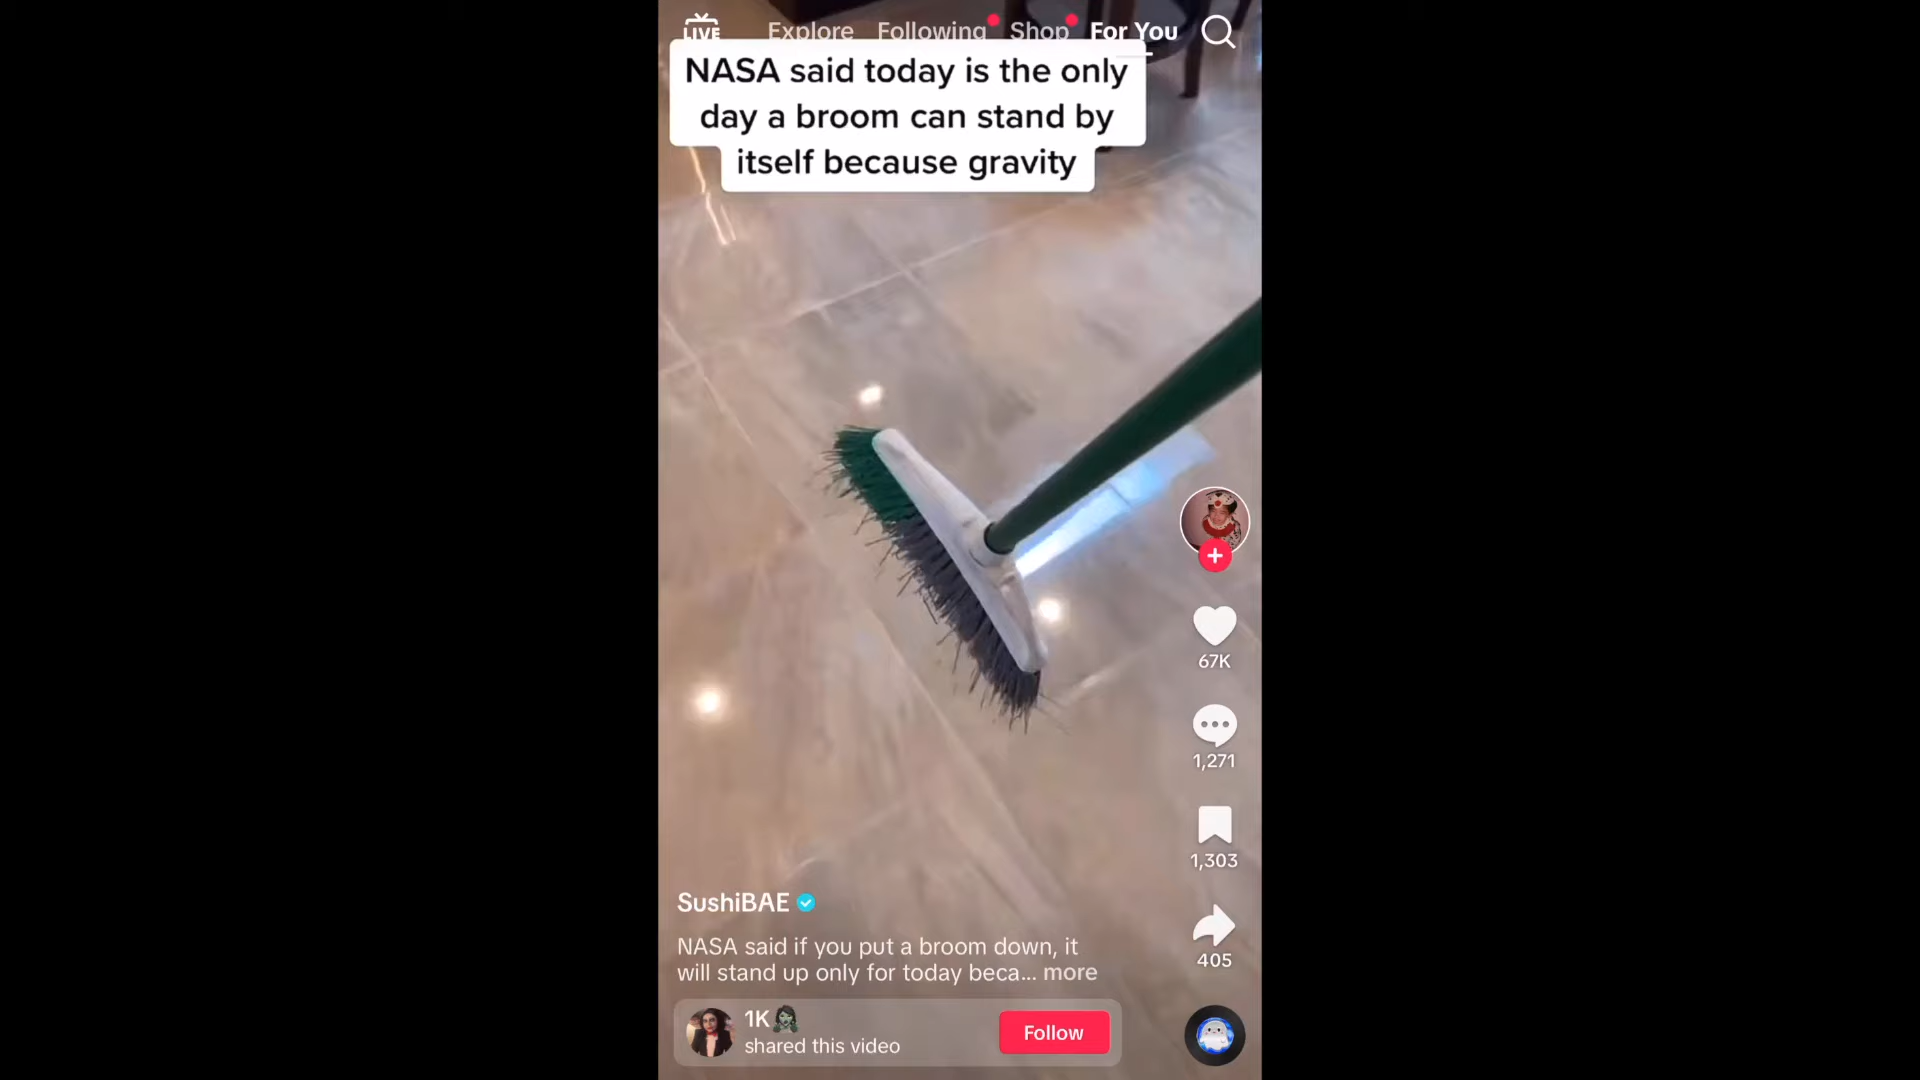 LIVE
Explore Following Shop For You
NASA said today is the only
day a broom can stand by
itself because gravity
67K
1,271
1,303
405
SushiBAE
NASA said if you put a broom down, it
will stand up only for today beca... more
1K
shared this video
Follow